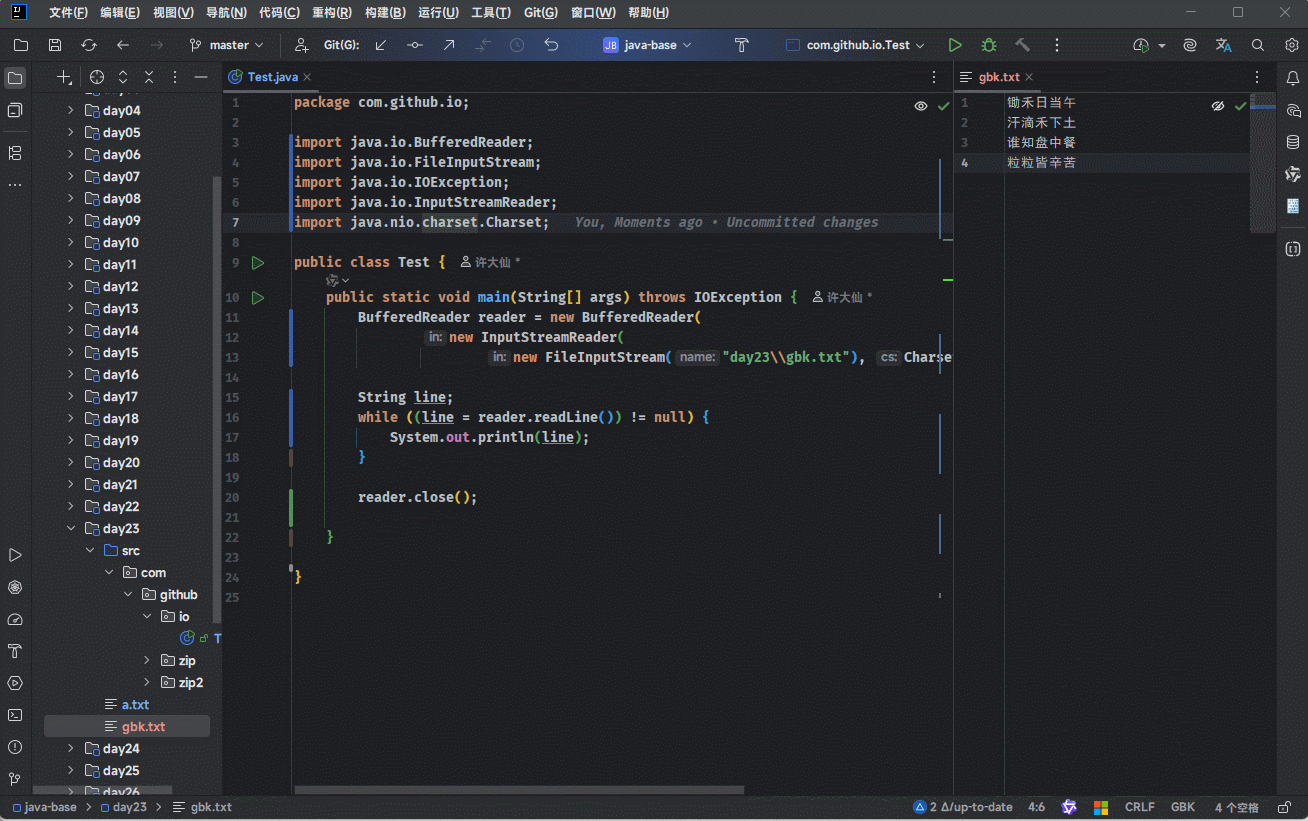 文件(F) 编辑(E) 视图(V) 导航(N) 代码(C) 重构(R) 构建(B) 运行(U) 工具(T) Git(G) 窗口(W) 帮助(H)
master Git(G): JB java-base com.github.io.Test
Test.java
gbk.txt
day04
day05
day06
day07
day08
day09
day10
day11
day12
day13
day14
day15
day16
day17
day18
day19
day20
day21
day22
day23
src
com
github
io
T
zip
zip2
a.txt
gbk.txt
day24
day25
day26
1 package com.github.io;
2
3 import java.io.BufferedReader;
4 import java.io.FileInputStream;
5 import java.io.IOException;
6 import java.io.InputStreamReader;
7 import java.nio.charset.Charset; You, Moments ago • Uncommitted changes
8
9 public class Test { 许大仙 *
10 public static void main(String[] args) throws IOException { 许大仙 *
11 BufferedReader reader = new BufferedReader(
12 in: new InputStreamReader(
13 in: new FileInputStream( name: "day23\\gbk.txt"), cs: Charse
14
15 String line;
16 while ((line = reader.readLine()) != null) {
17 System.out.println(line);
18 }
19
20 reader.close();
21
22 }
23
24 }
25
1 锄禾日当午
2 汗滴禾下土
3 谁知盘中餐
4 粒粒皆辛苦
java-base > day23 > gbk.txt
2 ∆/up-to-date 4:6 CRLF GBK 4 个空格